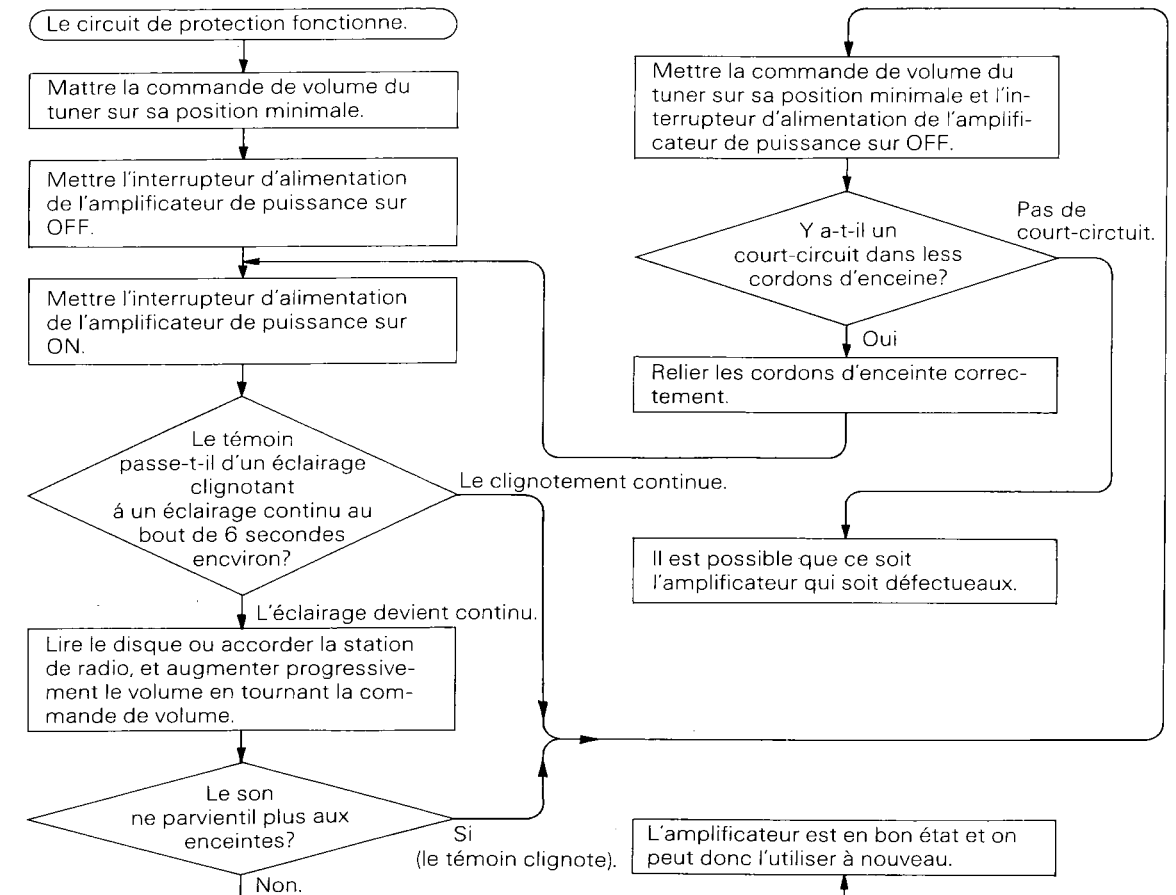 Le circuit de protection fonctionne.
Mattre la commande de volume du
tuner sur sa position minimale.
Mettre l'interrupteur d'alimentation
de l'amplificateur de puissance sur
OFF.
Mettre l'interrupteur d'alimentation
de l'amplificateur de puissance sur
ON.
Le témoin
passe-t-il d'un éclairage
clignotant
á un éclairage continu au
bout de 6 secondes
encviron?
Le clignotement continue.
L'éclairage devient continu.
Lire le disque ou accorder la station
de radio, et augmenter progressive-
ment le volume en tournant la com-
mande de volume.
Le son
ne parvientil plus aux
enceintes?
Si
(le témoin clignote).
Non.
Mettre la commande de volume du
tuner sur sa position minimale et l'in-
terrupteur d'alimentation de l'amplifi-
cateur de puissance sur OFF.
Y a-t-il un
court-circuit dans less
cordons d'enceine?
Pas de
court-circtuit.
Oui
Relier les cordons d'enceinte correc-
tement.
Il est possible que ce soit
l'amplificateur qui soit défectueaux.
L'amplificateur est en bon état et on
peut donc l'utiliser à nouveau.